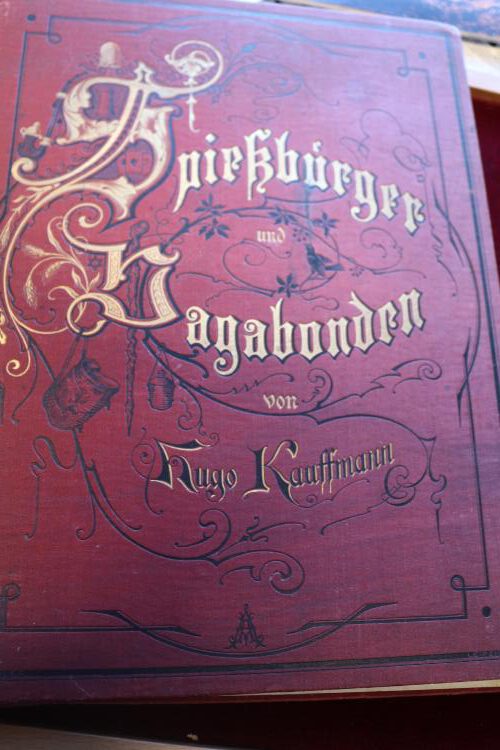 Spießbürger
und
Vagabonden
von
Hugo Kauffmann